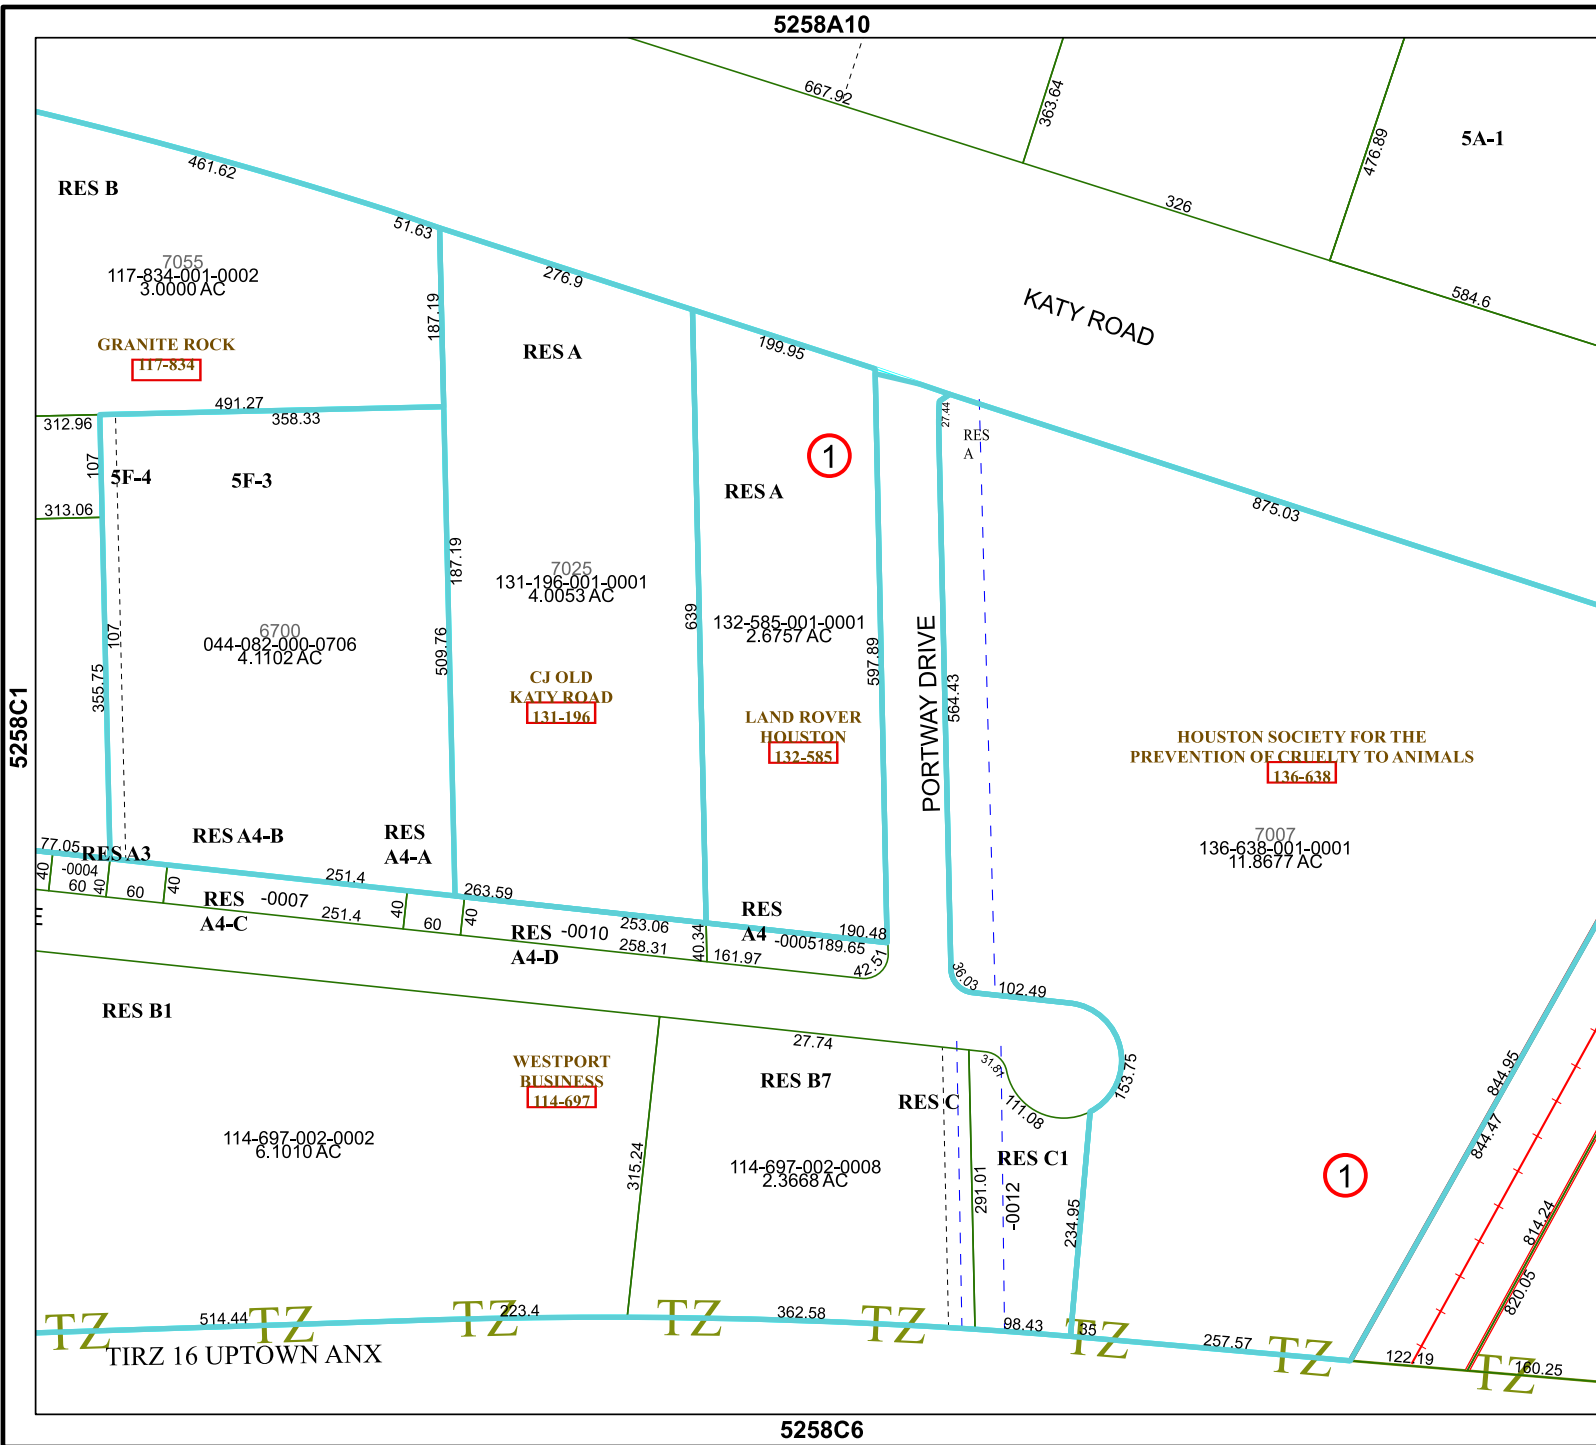 5258A10
667.92
363.64
476.89
5A-1
461.62
326
RES B
51.63
7055
117-834-001-0002
3.0000 AC
276.9
584.6
KATY ROAD
187.19
GRANITE ROCK
117-834
RES A
199.95
491.27
358.33
312.96
27.44
RES
A
1
107
5F-4
5F-3
RES A
313.06
875.03
187.19
7025
131-196-001-0001
4.0053 AC
639
132-585-001-0001
2.6757 AC
6700
044-082-000-0706
4.1102 AC
107
509.76
597.89
PORTWAY DRIVE
564.43
355.75
5258C1
CJ OLD
KATY ROAD
131-196
LAND ROVER
HOUSTON
132-585
HOUSTON SOCIETY FOR THE
PREVENTION OF CRUELTY TO ANIMALS
136-638
7007
136-638-001-0001
11.8677 AC
77.05
RES A3
RES A4-B
RES
A4-A
40
-0004
60
40
60
40
251.4
263.59
RES
A4-C
-0007
251.4
40
60
40
RES
A4-D
-0010
253.06
258.31
40.34
RES
A4
190.48
-0005
189.65
161.97
42.51
36.03
102.49
RES B1
27.74
WESTPORT
BUSINESS
114-697
RES B7
31.87
RES C
111.08
153.75
844.95
844.47
114-697-002-0002
6.1010 AC
315.24
114-697-002-0008
2.3668 AC
RES C1
291.01
-0012
234.95
1
814.24
820.05
514.44
223.4
362.58
98.43
35
257.57
122.19
160.25
TZ
TZ
TZ
TZ
TZ
TZ
TZ
TZ
TIRZ 16 UPTOWN ANX
5258C6